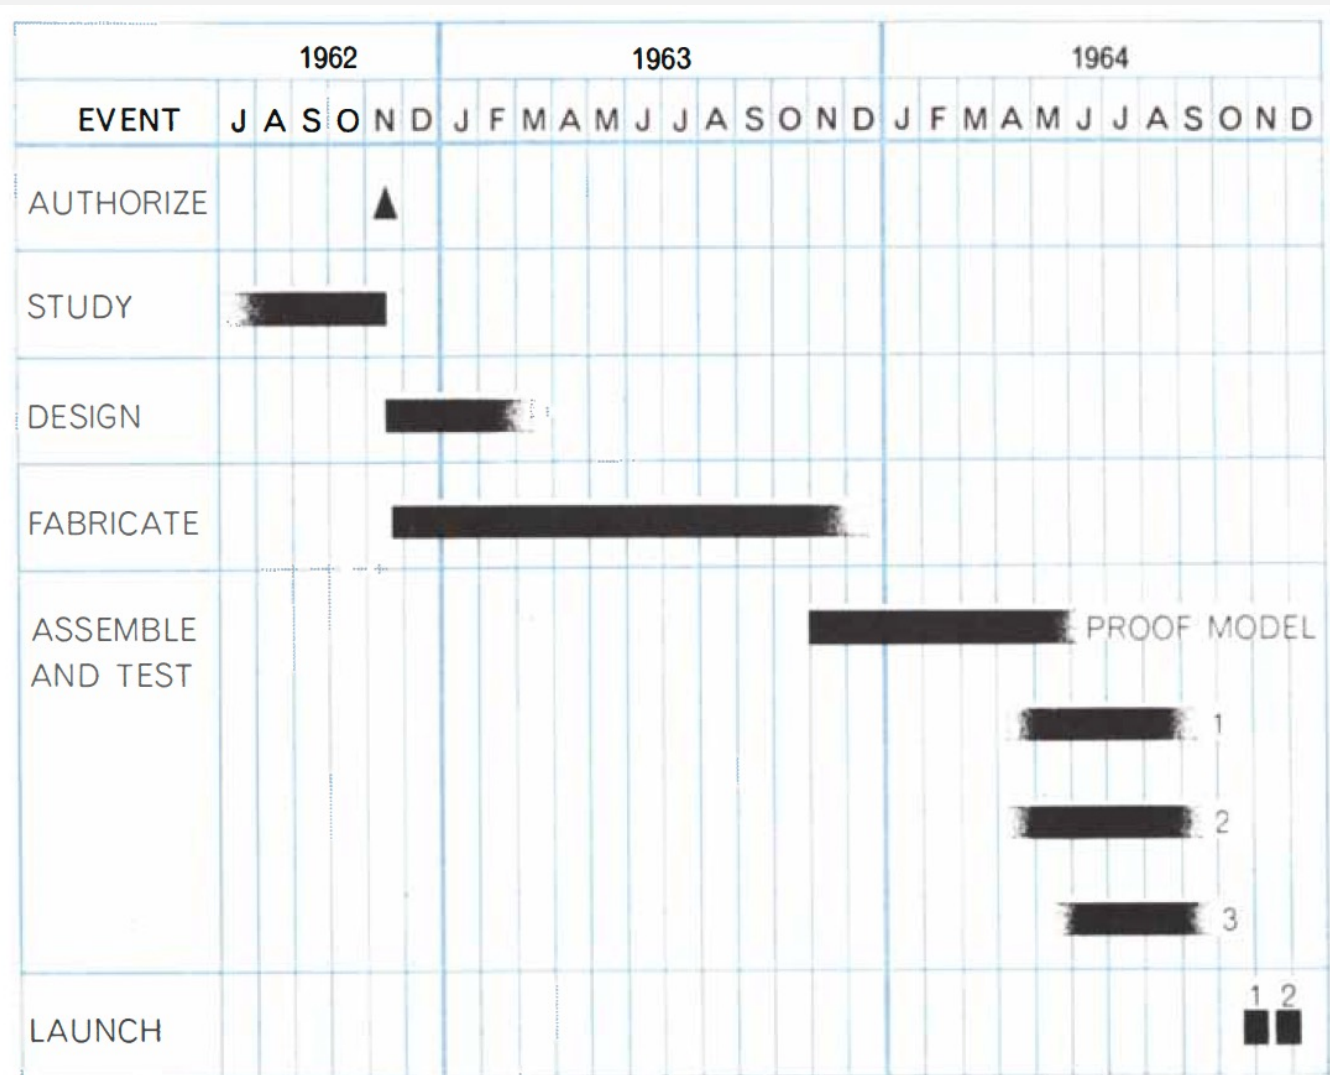 1962 1963 1964
EVENT J A S O N D J F M A M J J A S O N D J F M A M J J A S O N D
AUTHORIZE
STUDY
DESIGN
FABRICATE
ASSEMBLE
AND TEST
PROOF MODEL
1
2
3
1 2
LAUNCH